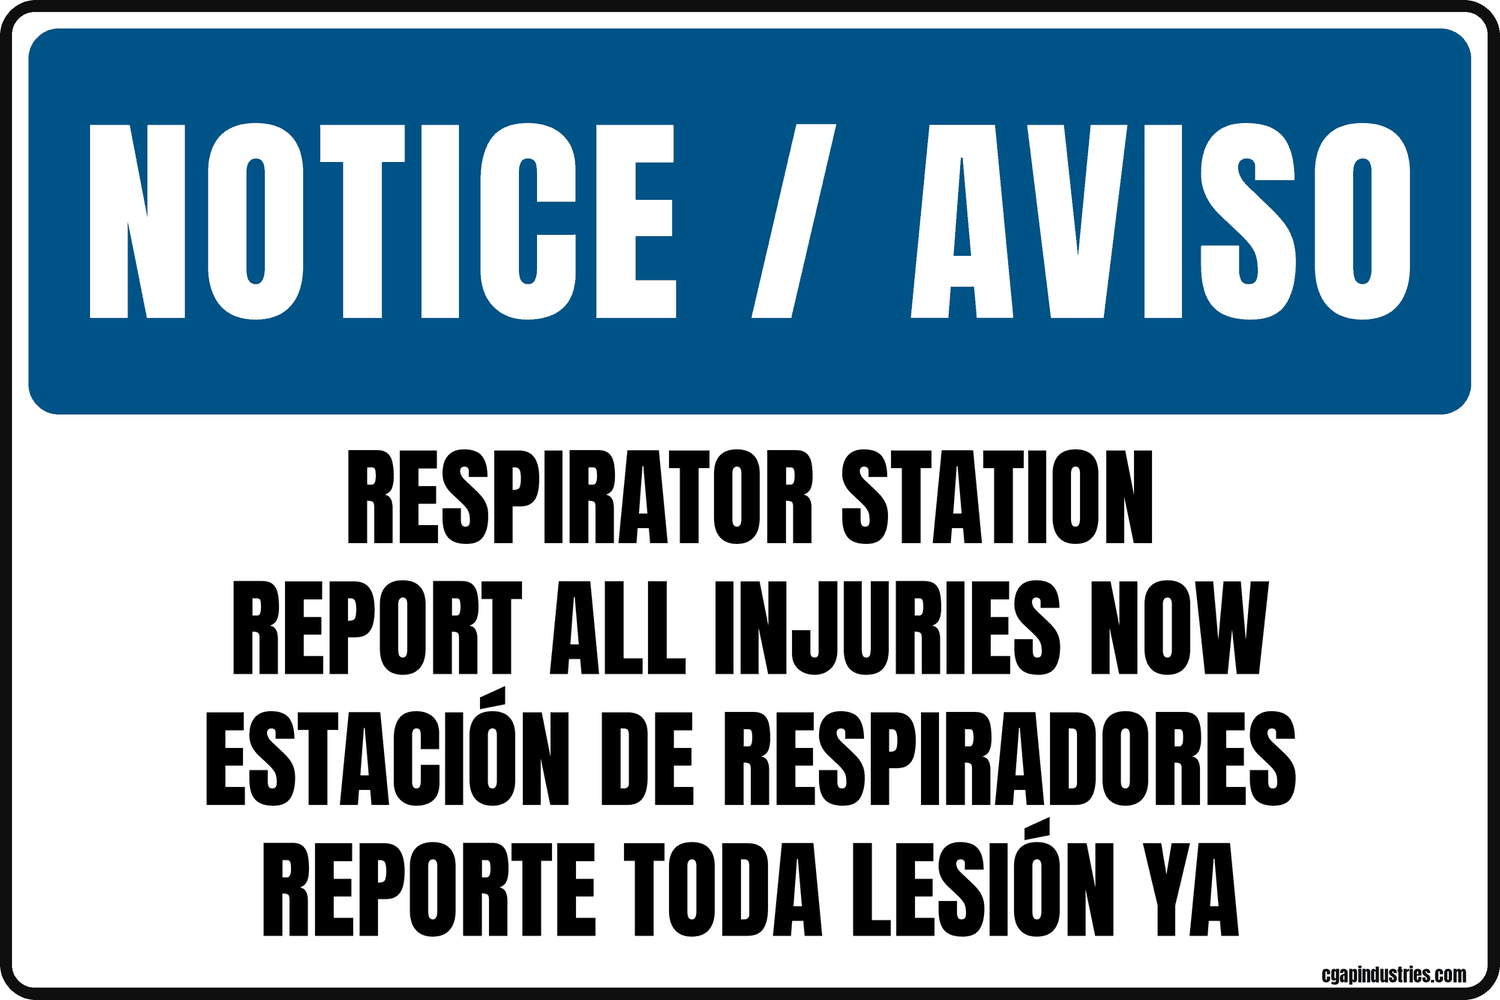 NOTICE / AVISO
RESPIRATOR STATION
REPORT ALL INJURIES NOW
ESTACIÓN DE RESPIRADORES
REPORTE TODA LESIÓN YA
cgapindustries.com